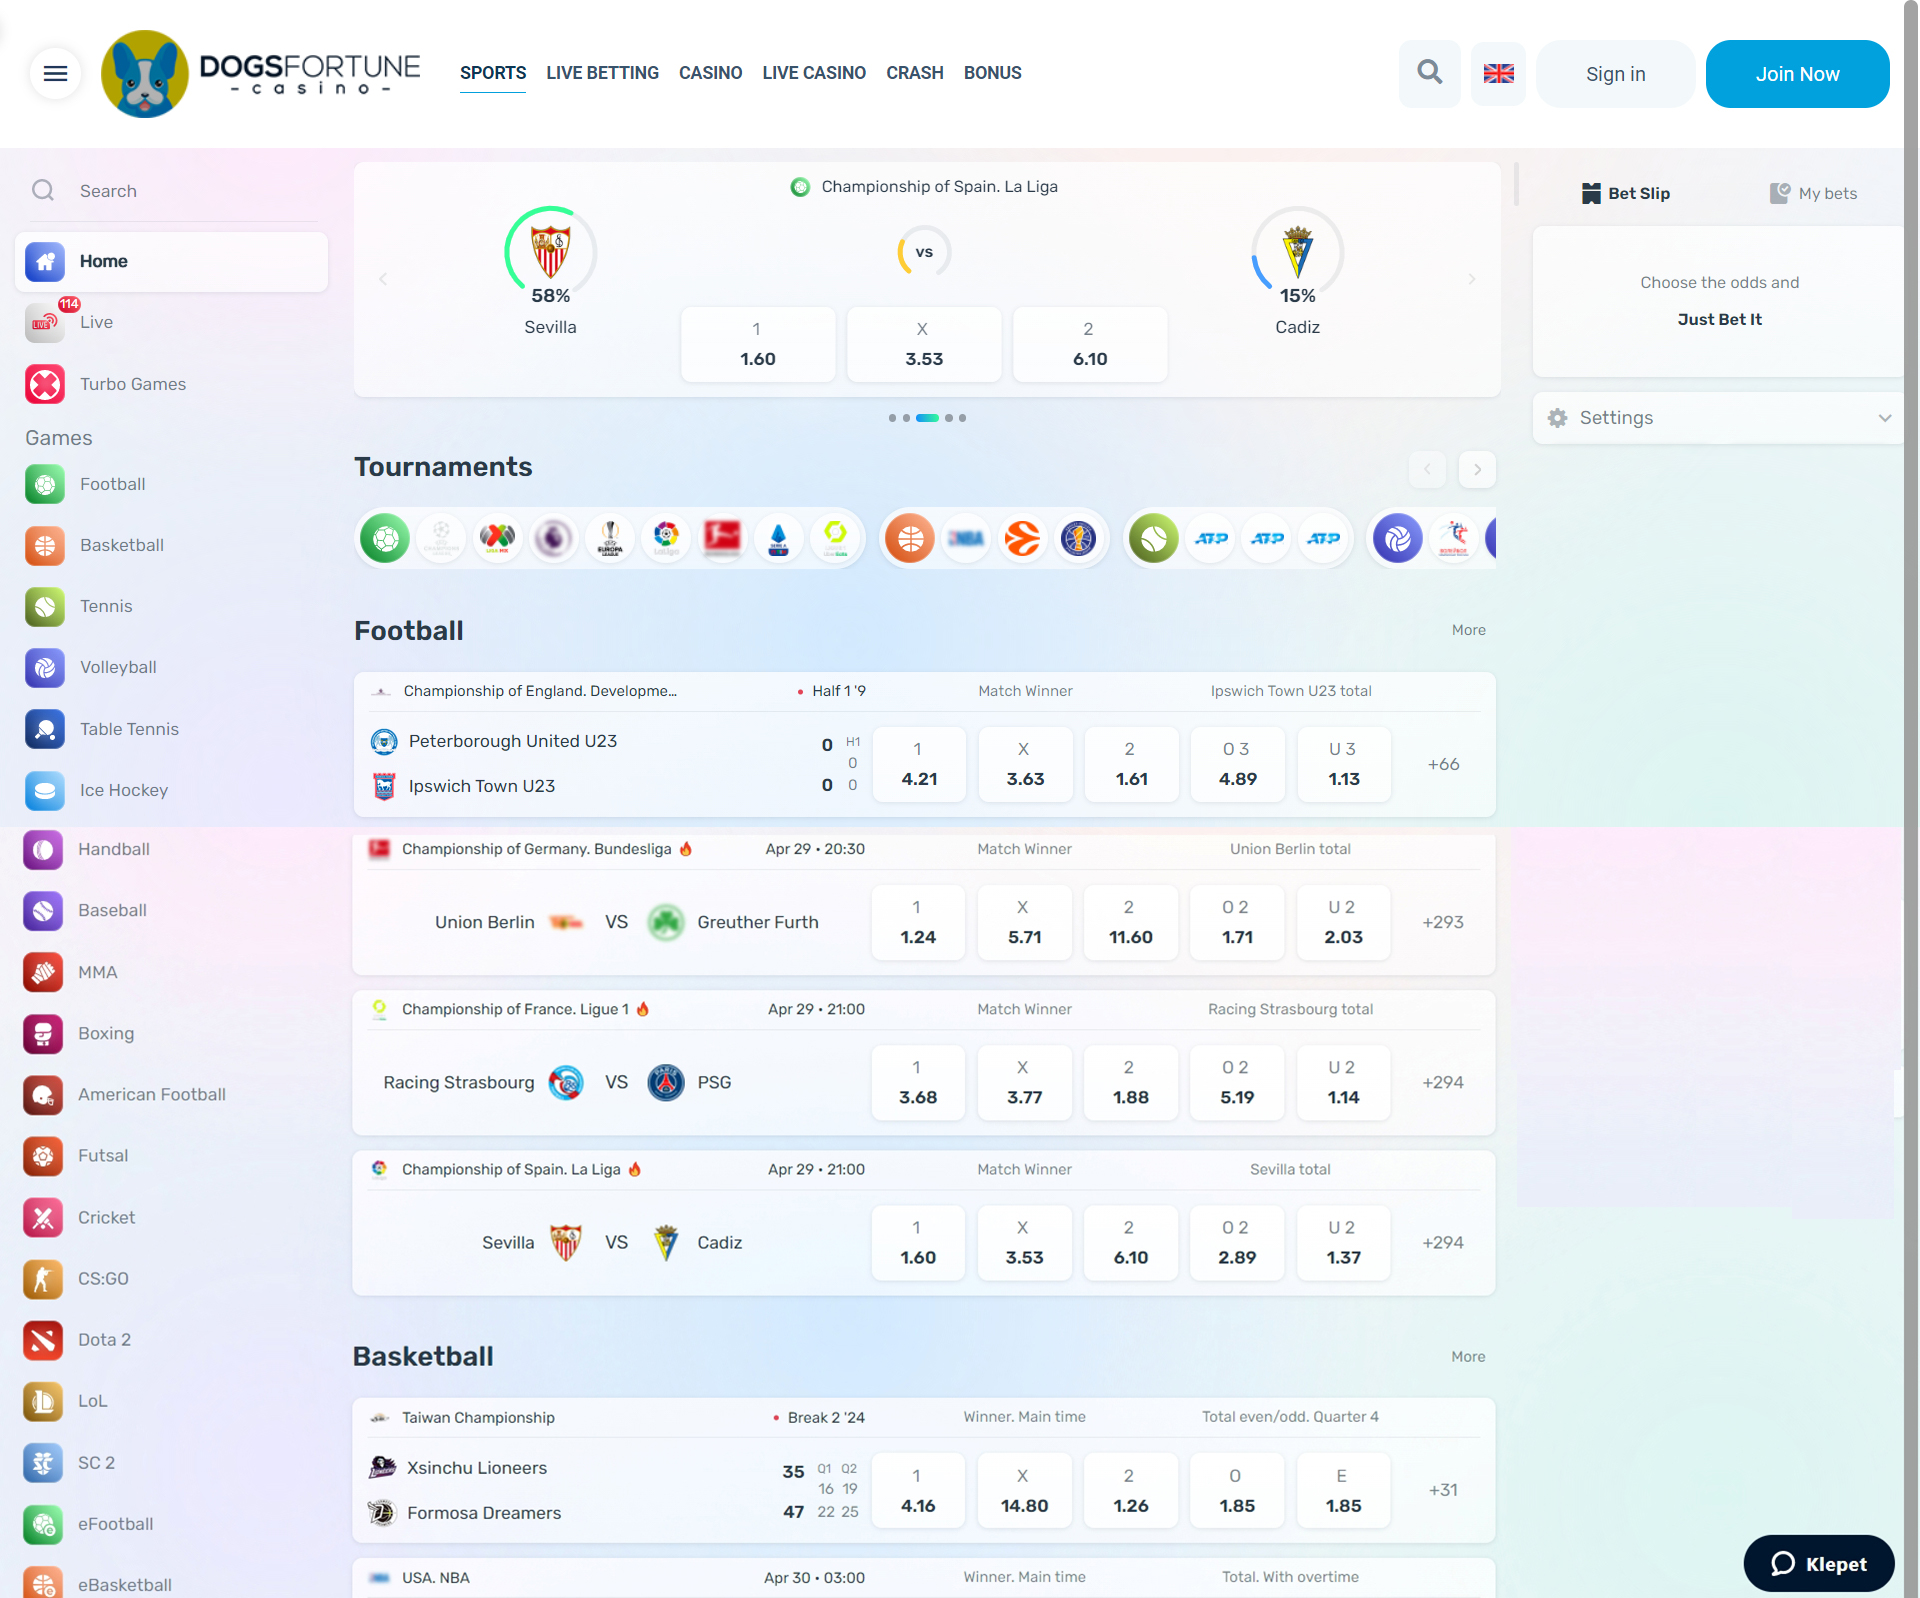 DOGSFORTUNE
- casino -
SPORTS LIVE BETTING CASINO LIVE CASINO CRASH BONUS
Sign in
Join Now
Search
Home
114
LIVE
Live
Turbo Games
Games
Football
Basketball
Tennis
Volleyball
Table Tennis
Ice Hockey
Handball
Baseball
MMA
Boxing
American Football
Futsal
Cricket
CS:GO
Dota 2
LoL
SC 2
eFootball
eBasketball
Championship of Spain. La Liga
58%
Sevilla
vs
15%
Cadiz
1 X 2
1.60 3.53 6.10
Tournaments
LIGA MX
EUROPA
LEAGUE
LaLiga
SERIE A
NBA
ATP ATP ATP
Football
More
Championship of England. Developme... Half 1 '9 Match Winner Ipswich Town U23 total
Peterborough United U23 0 H1 0
Ipswich Town U23 0 0
1 X 2 O 3 U 3
4.21 3.63 1.61 4.89 1.13
+66
Championship of Germany. Bundesliga Apr 29 • 20:30 Match Winner Union Berlin total
Union Berlin VS Greuther Furth
1 X 2 O 2 U 2
1.24 5.71 11.60 1.71 2.03
+293
Championship of France. Ligue 1 Apr 29 • 21:00 Match Winner Racing Strasbourg total
Racing Strasbourg VS PSG
PARIS
1 X 2 O 2 U 2
3.68 3.77 1.88 5.19 1.14
+294
Championship of Spain. La Liga Apr 29 • 21:00 Match Winner Sevilla total
Sevilla VS Cadiz
1 X 2 O 2 U 2
1.60 3.53 6.10 2.89 1.37
+294
Basketball
More
Taiwan Championship Break 2 '24 Winner. Main time Total even/odd. Quarter 4
Xsinchu Lioneers 35 Q1 Q2 16 19
Formosa Dreamers 47 22 25
1 X 2 O E
4.16 14.80 1.26 1.85 1.85
+31
USA. NBA Apr 30 • 03:00 Winner. Main time Total. With overtime
Bet Slip
My bets
Choose the odds and
Just Bet It
Settings
Klepet